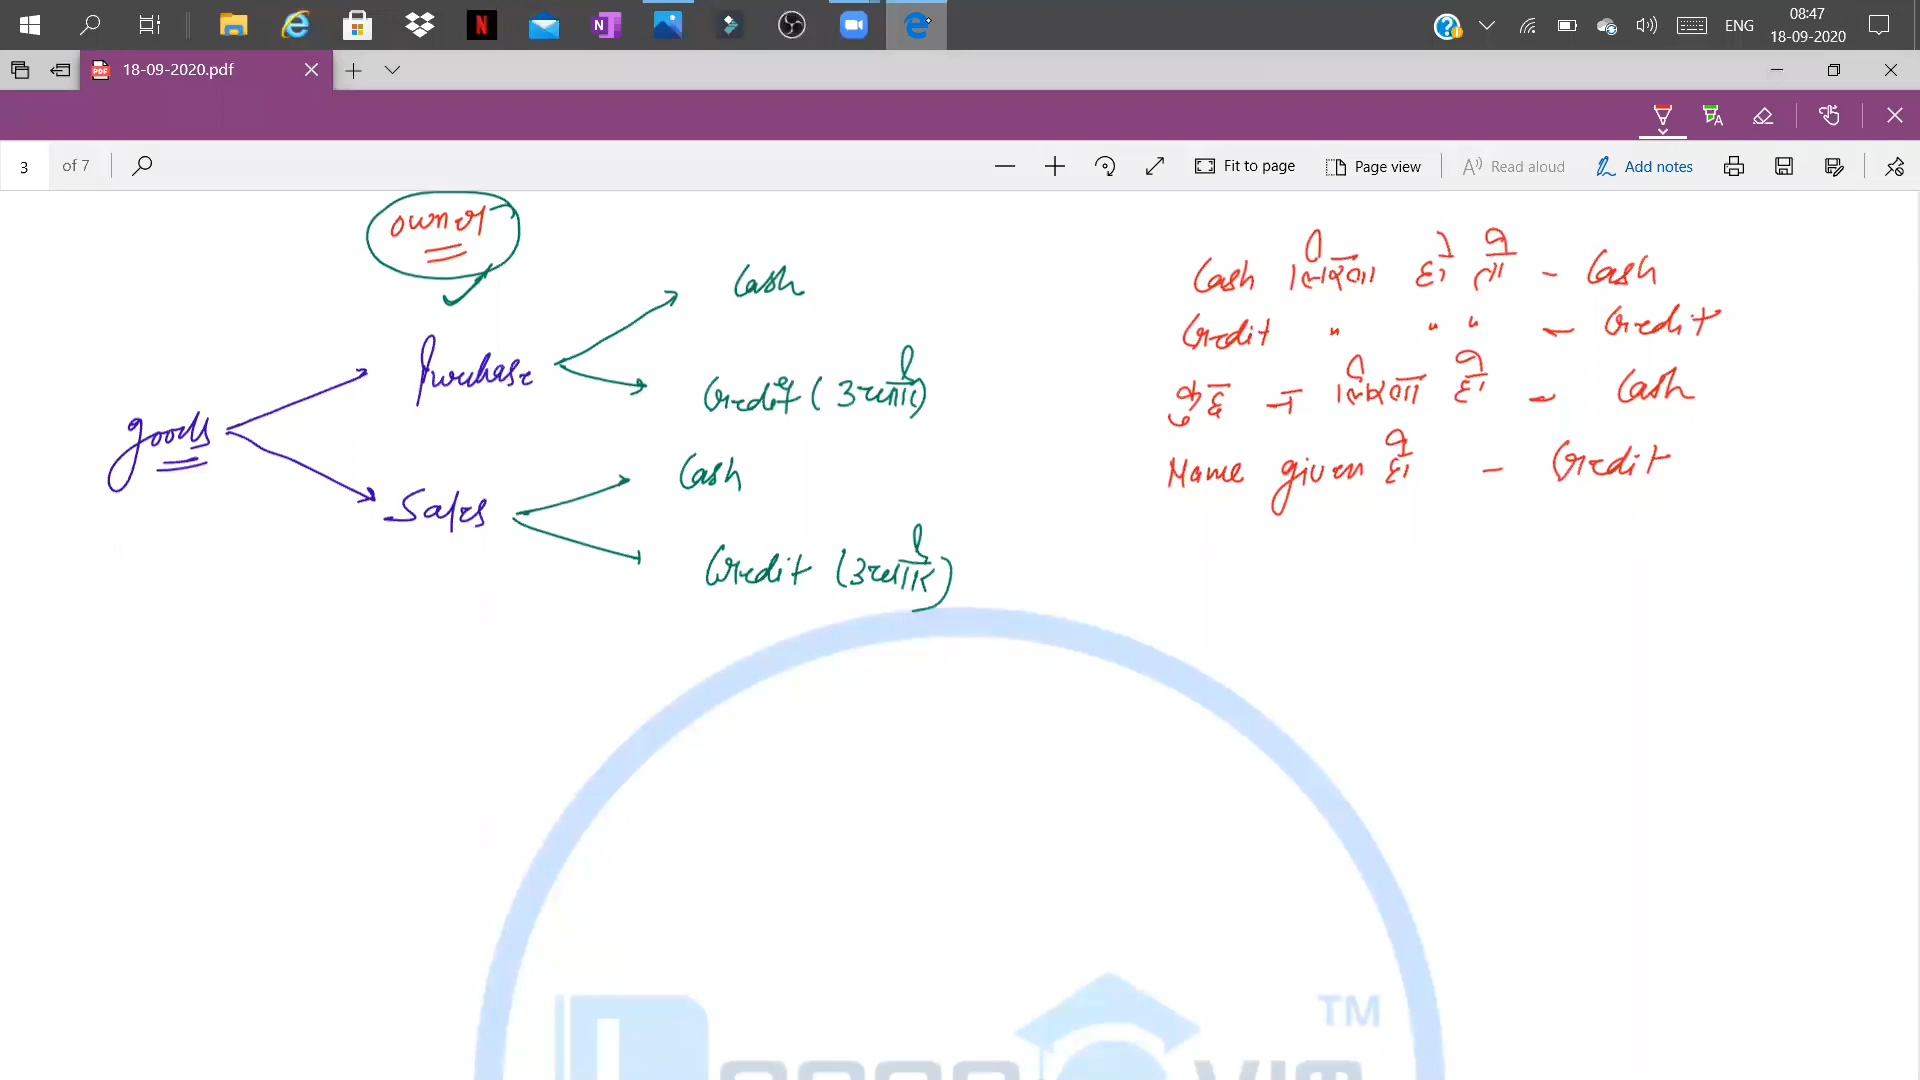 ENG
08:47
18-09-2020
PDF
18-09-2020.pdf
3 of 7
Fit to page
Page view
Read aloud
Add notes
owner
goods
Purchase
Cash
Credit (उधार)
Sales
Cash
Credit (उधार)
Cash लिखा हो तो - Cash
Credit " " " - Credit
कुछ न लिखा हो - Cash
Name given हो - Credit
TM